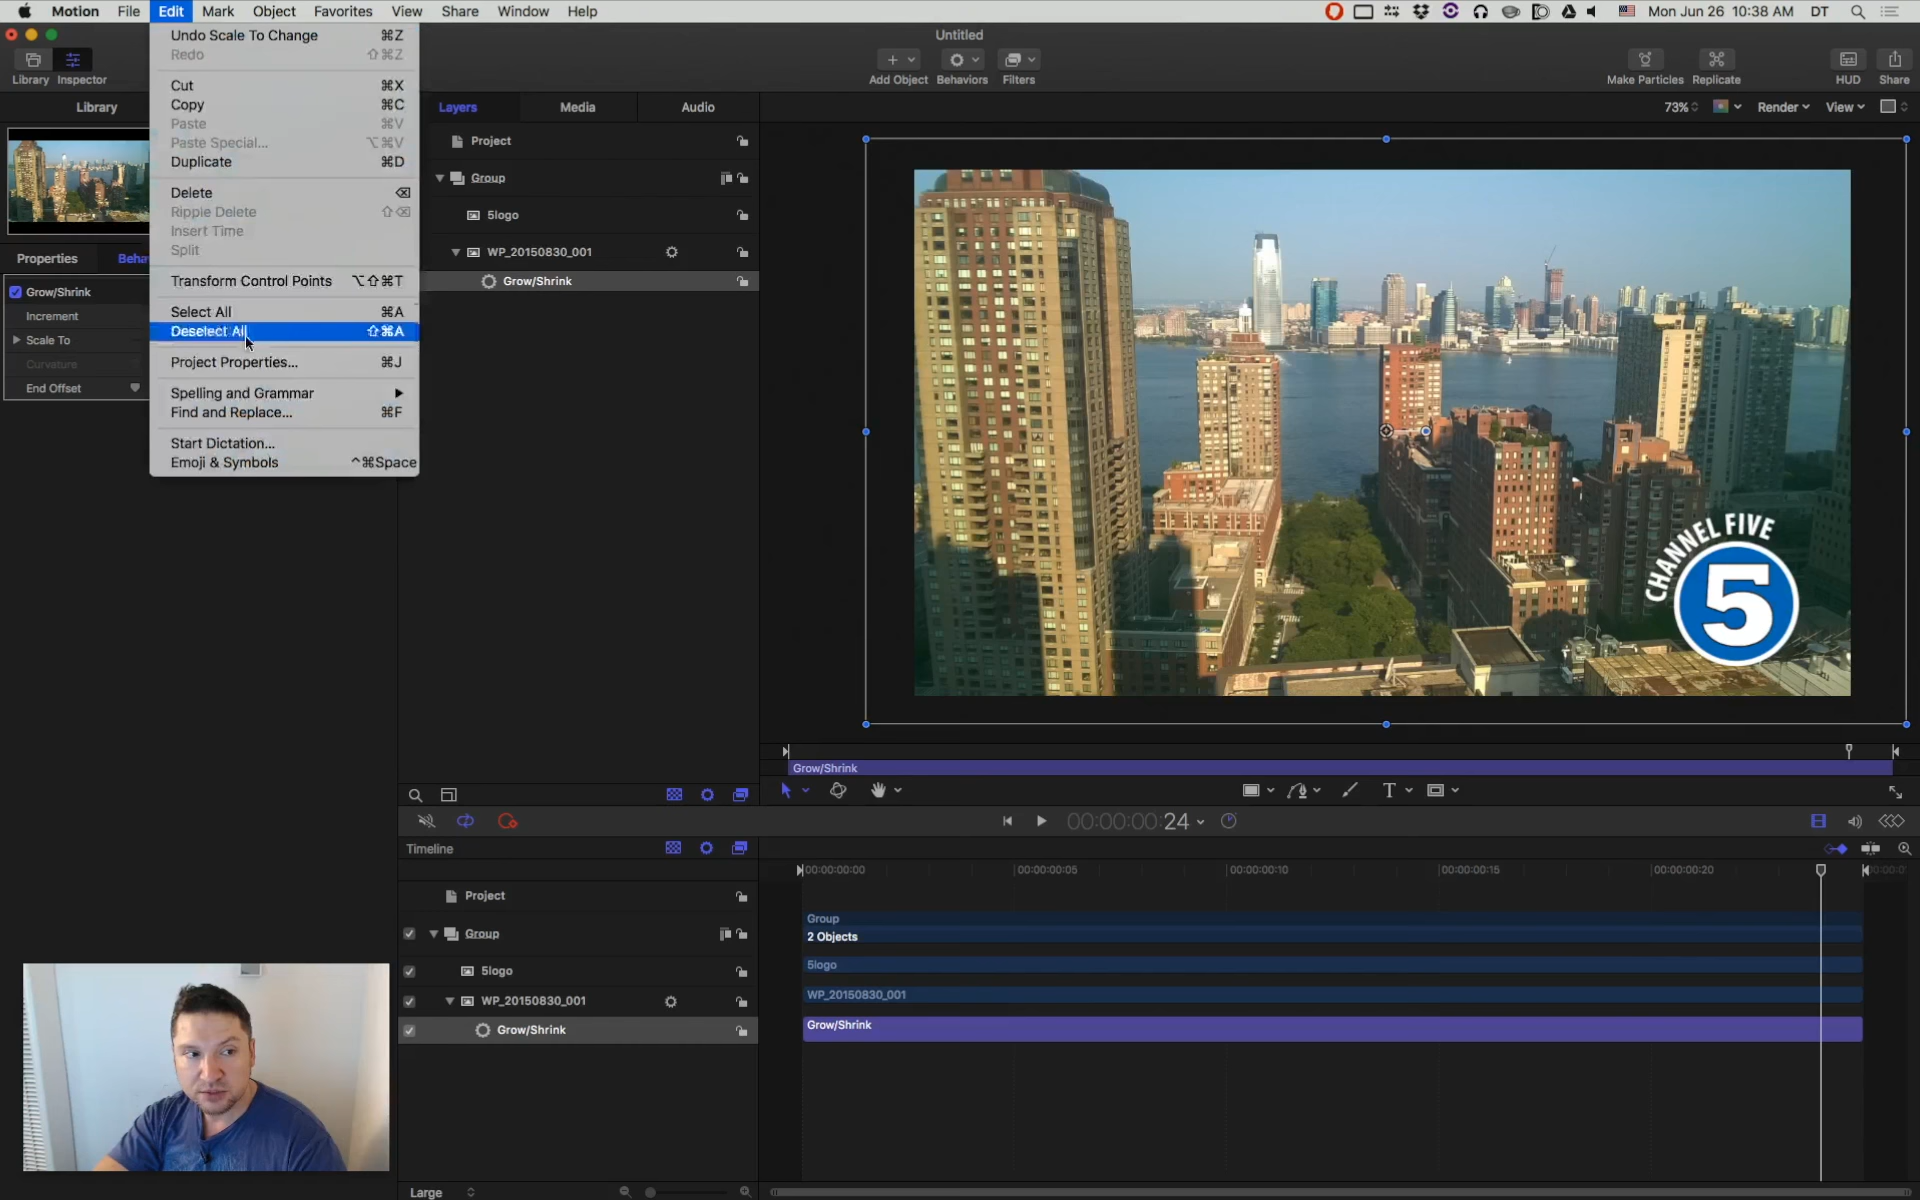 Motion File Edit Mark Object Favorites View Share Window Help Mon Jun 26 10:38 AM DT
Untitled
Library Inspector Add Object Behaviors Filters Make Particles Replicate HUD Share
Undo Scale To Change ⌘Z
Redo ⇧⌘Z
Cut ⌘X
Copy ⌘C
Paste ⌘V
Paste Special... ⌥⌘V
Duplicate ⌘D
Delete ⌫
Ripple Delete ⇧⌫
Insert Time
Split
Transform Control Points ⌥⇧⌘T
Select All ⌘A
Deselect All ⇧⌘A
Project Properties... ⌘J
Spelling and Grammar
Find and Replace... ⌘F
Start Dictation...
Emoji & Symbols ^⌘Space
Library
Properties Beha
Grow/Shrink
Increment
Scale To
Curvature
End Offset
Layers Media Audio
Project
Group
5logo
WP_20150830_001
Grow/Shrink
73% Render View
CHANNEL FIVE
5
Grow/Shrink
T
00:00:00:24
Timeline
00:00:00:00 00:00:00:05 00:00:00:10 00:00:00:15 00:00:00:20
Project
Group
5logo
WP_20150830_001
Grow/Shrink
Group
2 Objects
5logo
WP_20150830_001
Grow/Shrink
Large